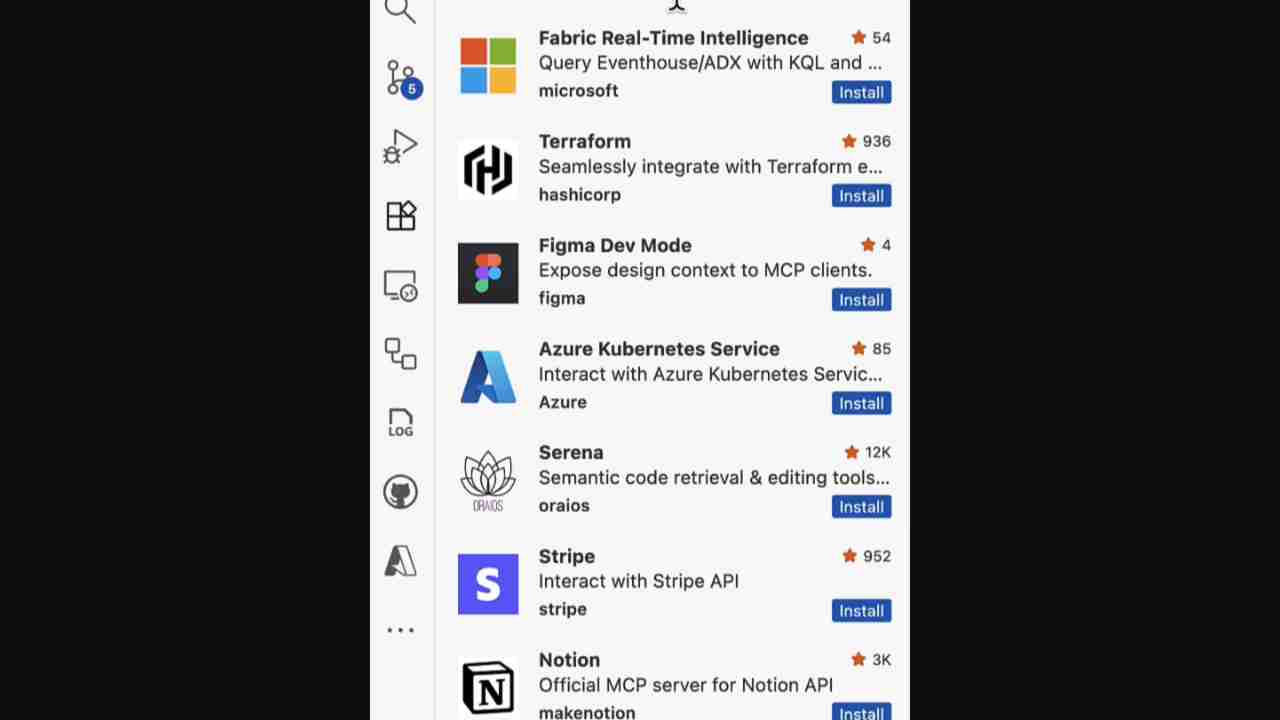 Fabric Real-Time Intelligence 54
Query Eventhouse/ADX with KQL and ...
microsoft Install
5
Terraform 936
Seamlessly integrate with Terraform e...
hashicorp Install
Figma Dev Mode 4
Expose design context to MCP clients.
figma Install
Azure Kubernetes Service 85
Interact with Azure Kubernetes Servic...
Azure Install
LOG
Serena 12K
Semantic code retrieval & editing tools...
ORAIOS
oraios Install
Stripe 952
S
Interact with Stripe API
stripe Install
Notion 3K
N
Official MCP server for Notion API
makenotion Install